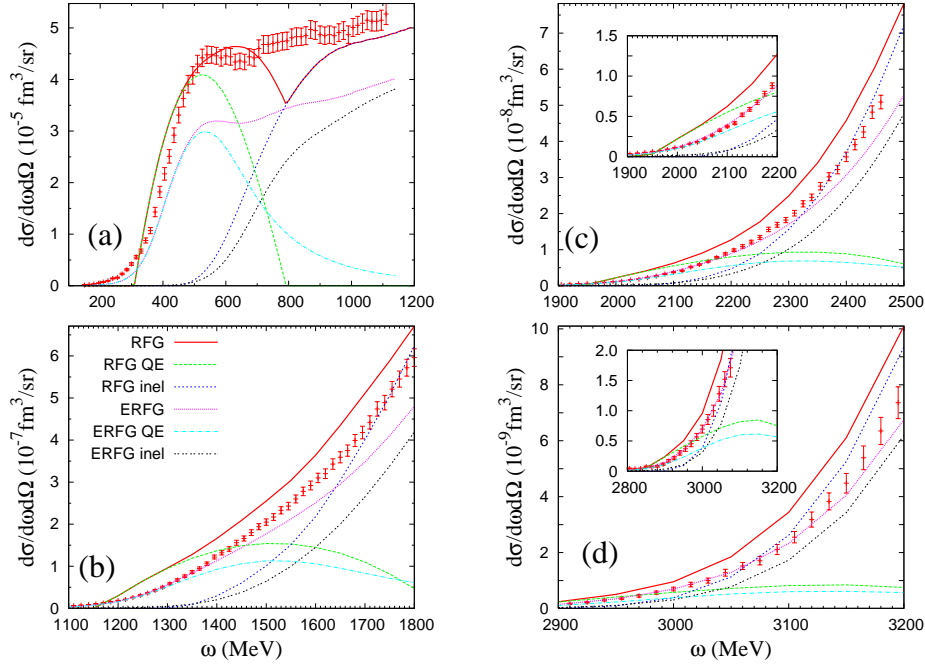 dσ/dωdΩ (10⁻⁵ fm³/sr)
5
4
3
2
1
0
(a)
200 400 600 800 1000 1200
dσ/dωdΩ (10⁻⁷fm³/sr)
6
5
4
3
2
1
0
RFG
RFG QE
RFG inel
ERFG
ERFG QE
ERFG inel
(b)
1100 1200 1300 1400 1500 1600 1700 1800
ω (MeV)
dσ/dωdΩ (10⁻⁸fm³/sr)
7
6
5
4
3
2
1
0
1.5
1.0
0.5
0
1900 2000 2100 2200
(c)
1900 2000 2100 2200 2300 2400 2500
dσ/dωdΩ (10⁻⁹fm³/sr)
10
8
6
4
2
0
2.0
1.5
1.0
0.5
0
2800 3000 3200
(d)
2900 3000 3100 3200
ω (MeV)